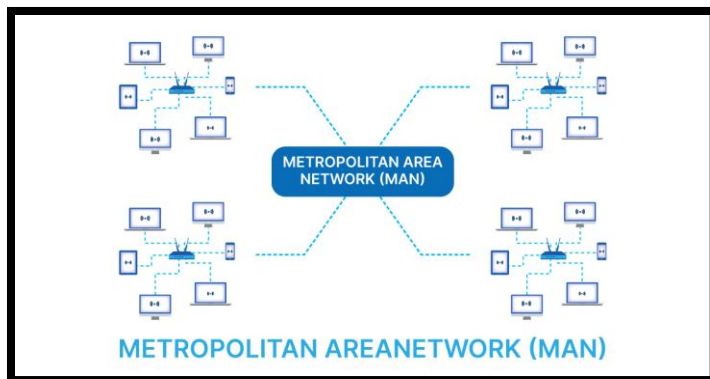 METROPOLITAN AREA
NETWORK (MAN)
METROPOLITAN AREANETWORK (MAN)